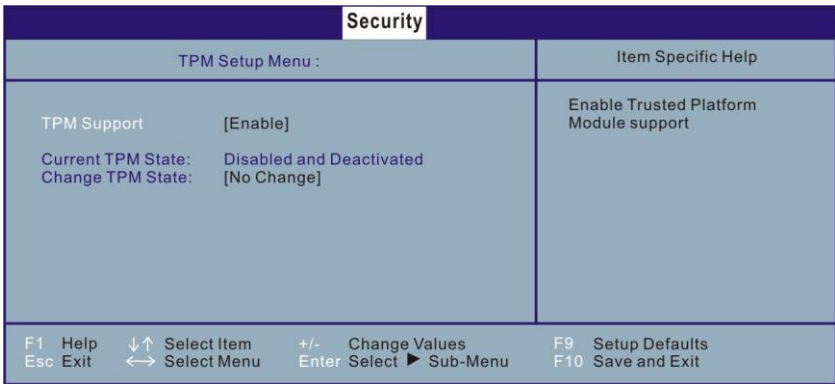 Security
TPM Setup Menu :
Item Specific Help
TPM Support [Enable]
Current TPM State: Disabled and Deactivated
Change TPM State: [No Change]
Enable Trusted Platform
Module support
F1 Help ↓↑ Select Item +/- Change Values F9 Setup Defaults
Esc Exit ↔ Select Menu Enter Select ▶ Sub-Menu F10 Save and Exit